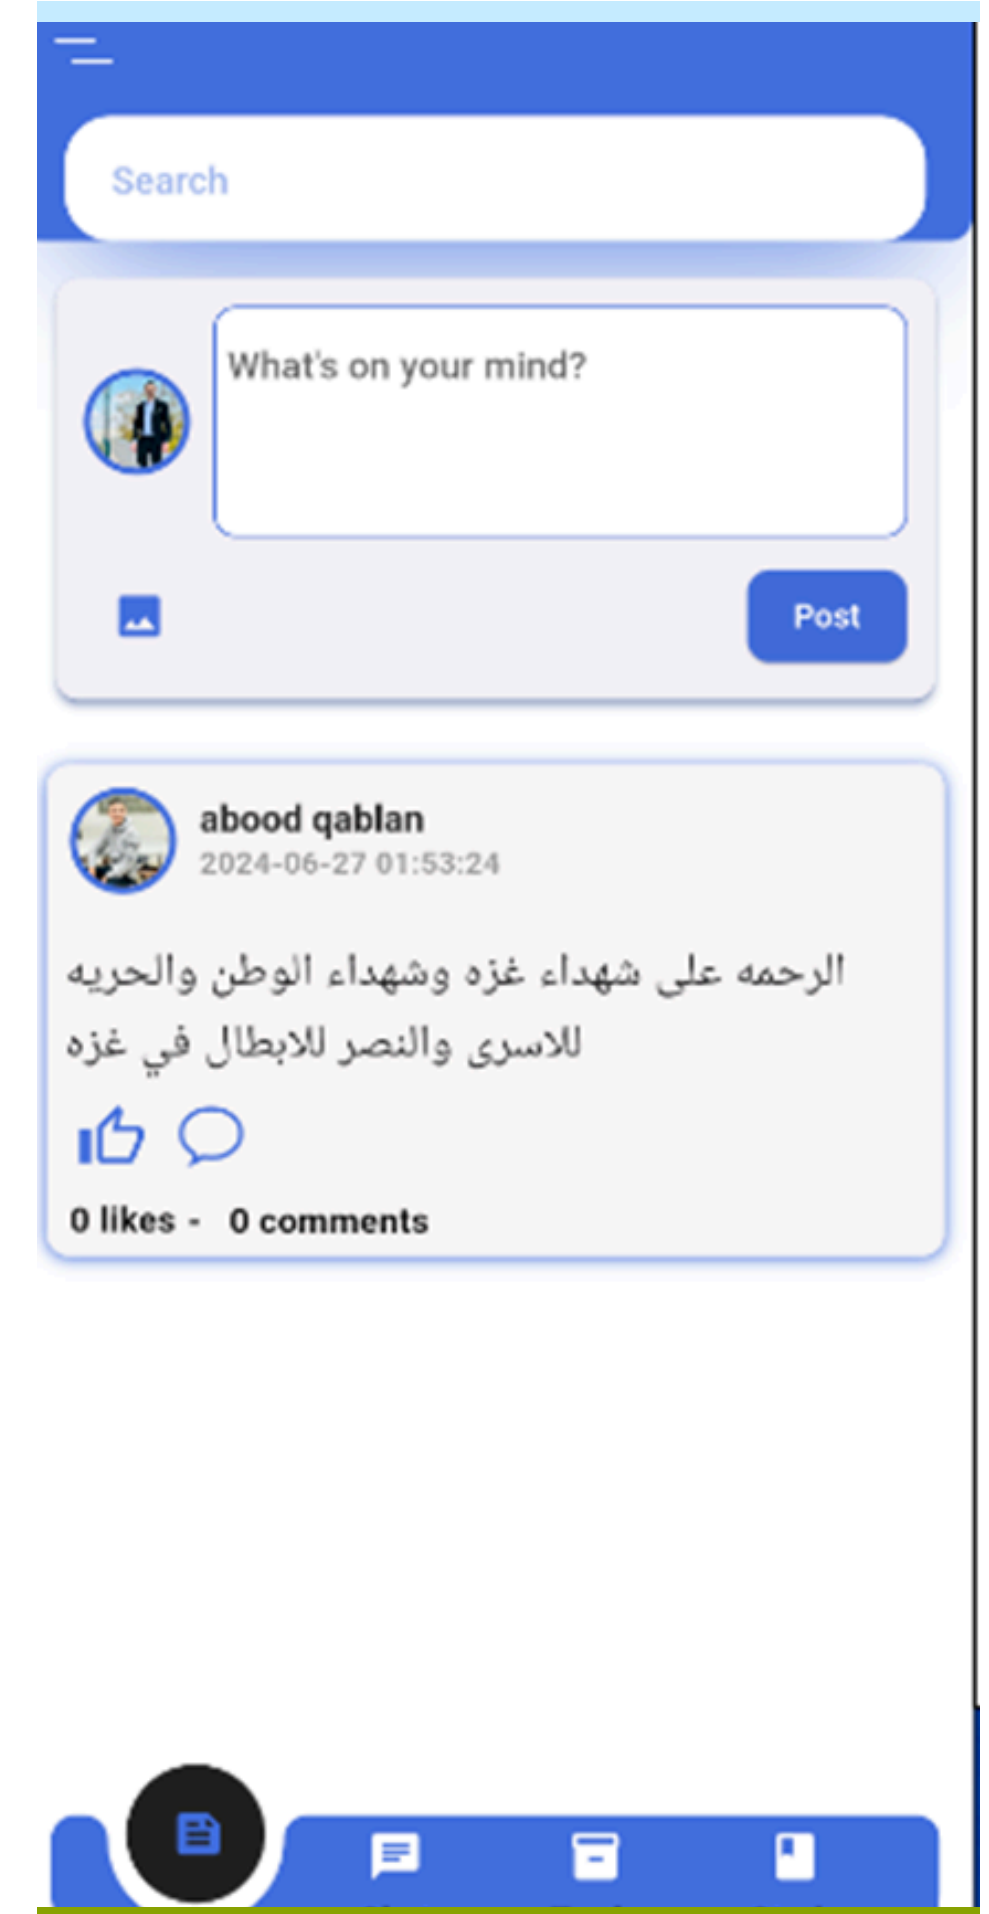 Search
What's on your mind?
Post
abood qablan
2024-06-27 01:53:24
الرحمه على شهداء غزه وشهداء الوطن والحريه
للاسرى والنصر للابطال في غزه
0 likes - 0 comments